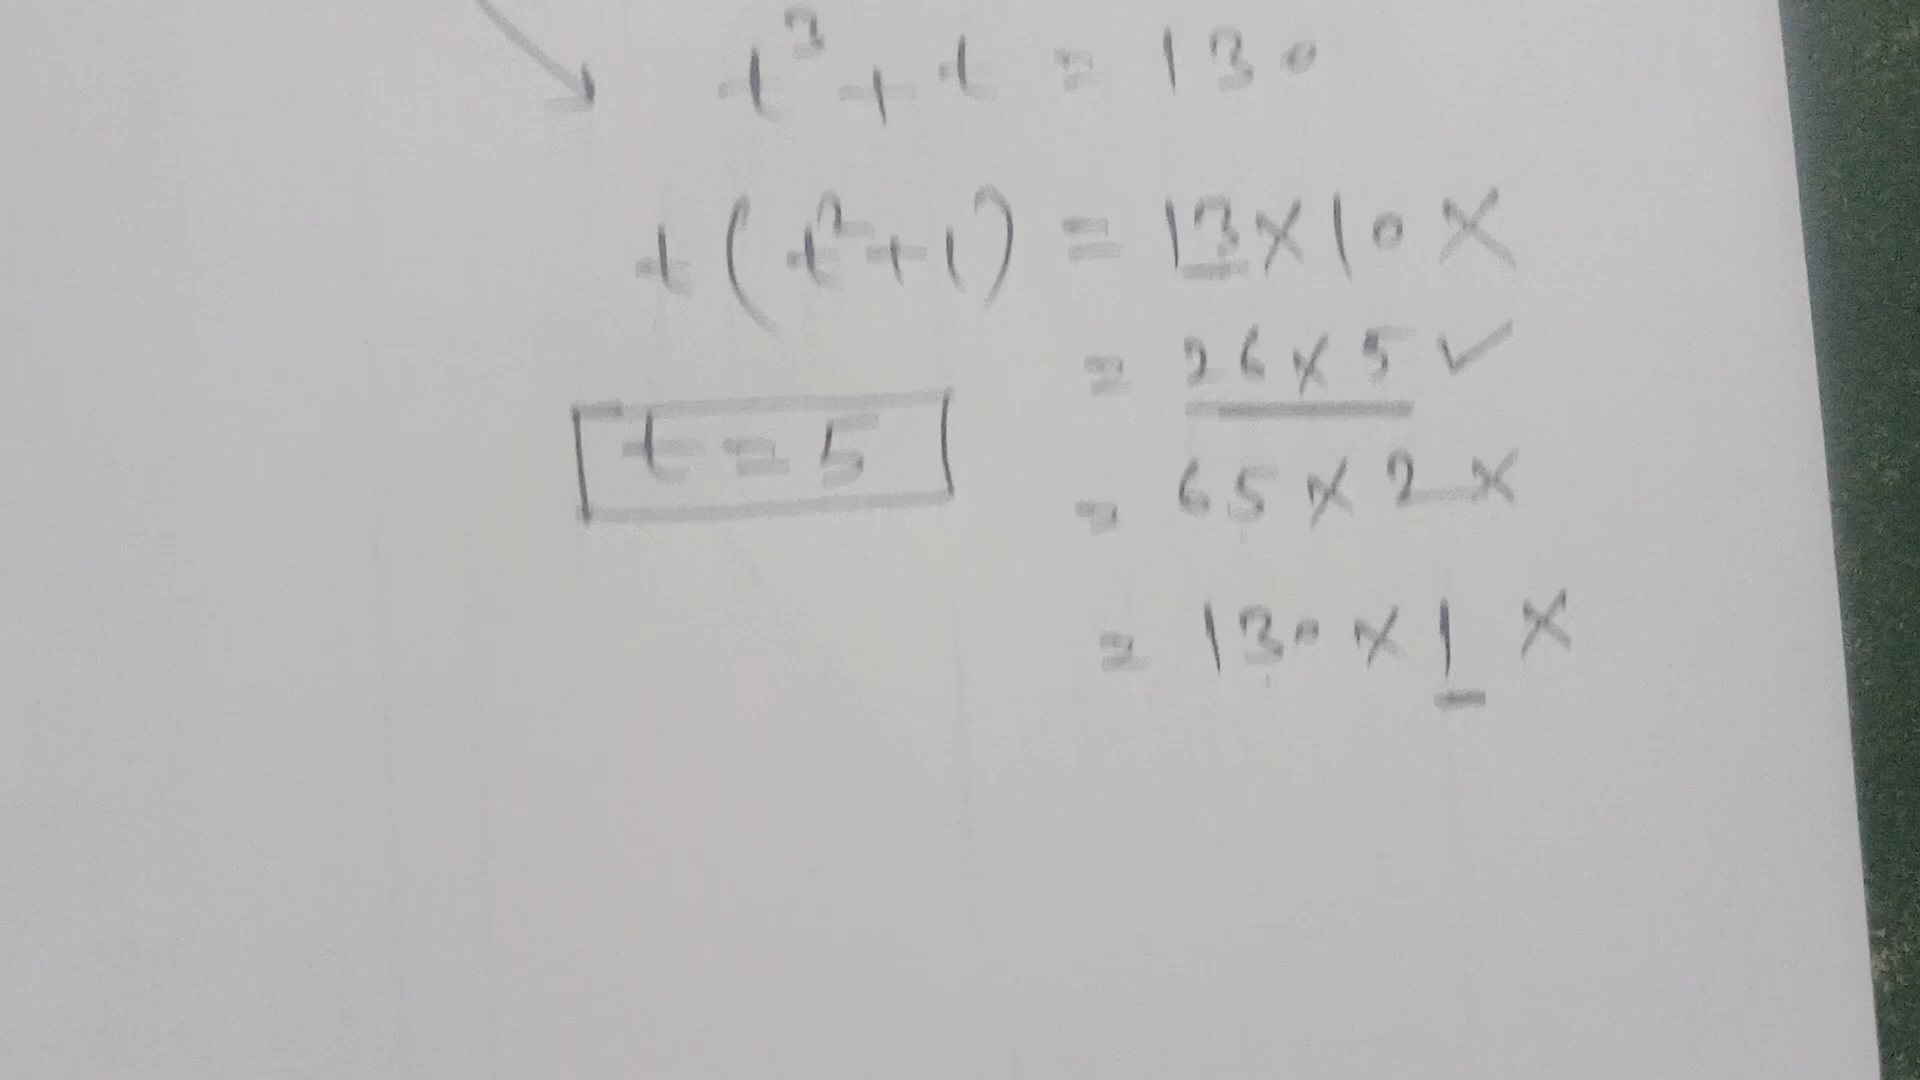 t³ + t = 130
t(t²+1) = 13 x 10 X
= 26 x 5 ✓
t = 5
= 65 x 2 X
= 130 x 1 X